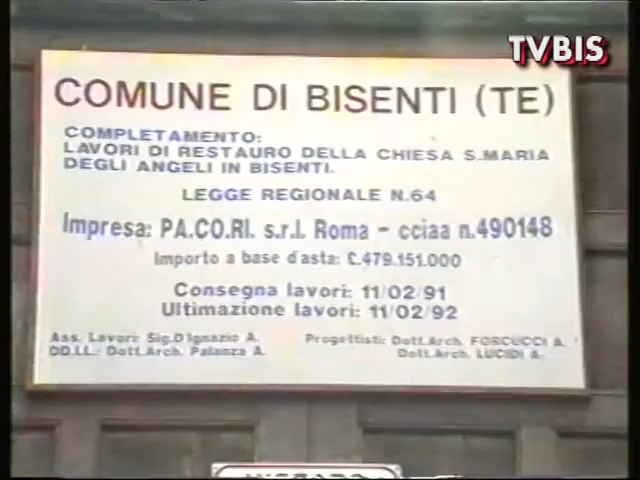 TVBIS
COMUNE DI BISENTI (TE)
COMPLETAMENTO:
LAVORI DI RESTAURO DELLA CHIESA S.MARIA
DEGLI ANGELI IN BISENTI.
LEGGE REGIONALE N.64
Impresa: PA.CO.RI. s.r.l. Roma - cciaa n.490148
Importo a base d'asta: £.479.151.000
Consegna lavori: 11/02/91
Ultimazione lavori: 11/02/92
Ass. Lavori: Sig.D'Ignazio A. Progettisti: Dott.Arch. FORCUCCI A.
DD.LL.: Dott.Arch. Palanza A. Dott.Arch. LUCIDI A.